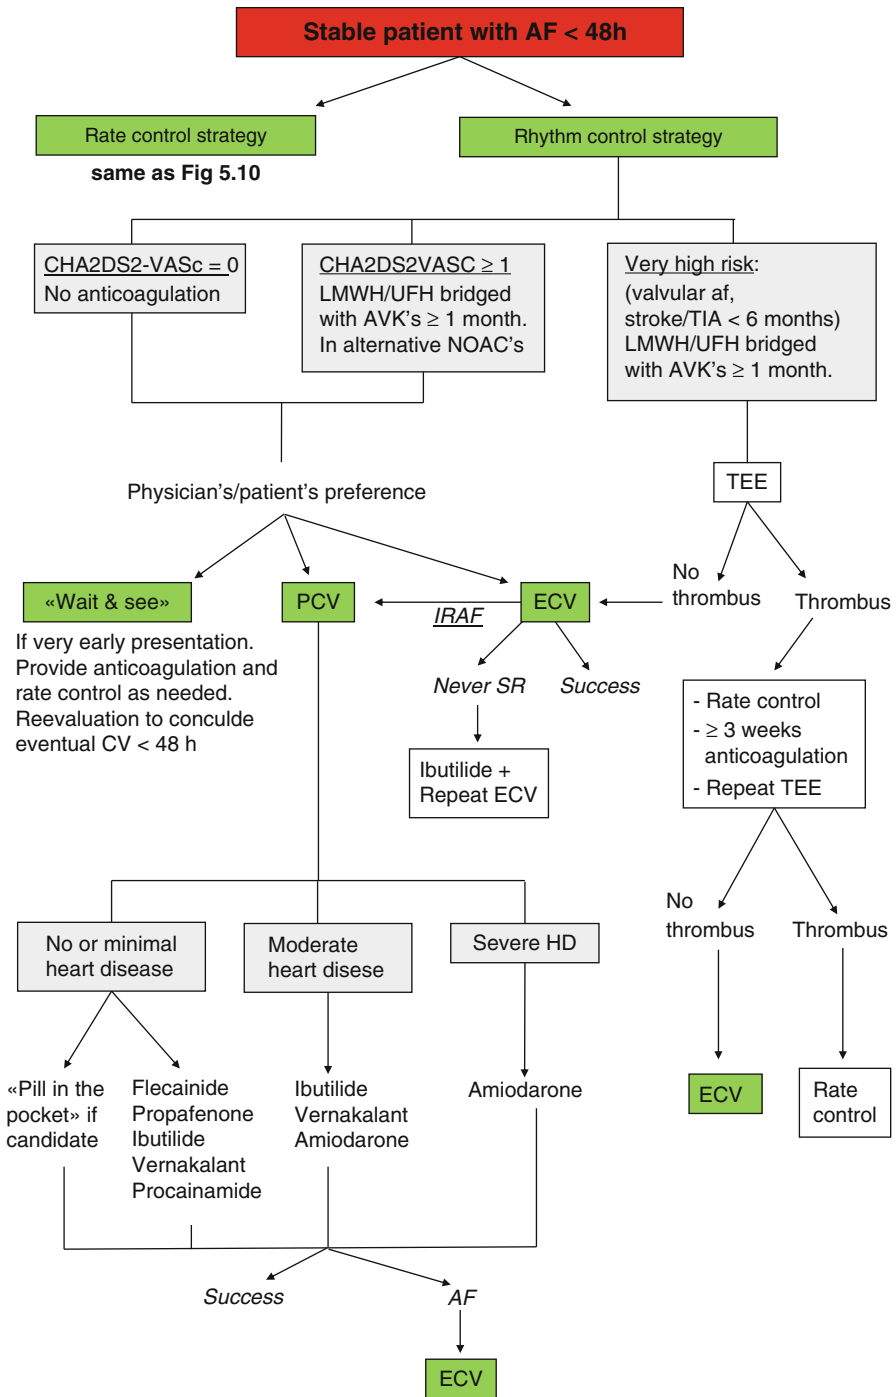 Stable patient with AF < 48h
Rate control strategy
same as Fig 5.10
Rhythm control strategy
CHA2DS2-VASc = 0
No anticoagulation
CHA2DS2VASC ≥ 1
LMWH/UFH bridged
with AVK's ≥ 1 month.
In alternative NOAC's
Very high risk:
(valvular af,
stroke/TIA < 6 months)
LMWH/UFH bridged
with AVK's ≥ 1 month.
Physician's/patient's preference
TEE
«Wait & see»
If very early presentation.
Provide anticoagulation and
rate control as needed.
Reevaluation to conculde
eventual CV < 48 h
PCV
IRAF
ECV
No
thrombus
Thrombus
Never SR
Success
Ibutilide +
Repeat ECV
- Rate control
- ≥ 3 weeks
anticoagulation
- Repeat TEE
No
thrombus
Thrombus
ECV
Rate
control
No or minimal
heart disease
Moderate
heart disese
Severe HD
«Pill in the
pocket» if
candidate
Flecainide
Propafenone
Ibutilide
Vernakalant
Procainamide
Ibutilide
Vernakalant
Amiodarone
Amiodarone
Success
AF
ECV